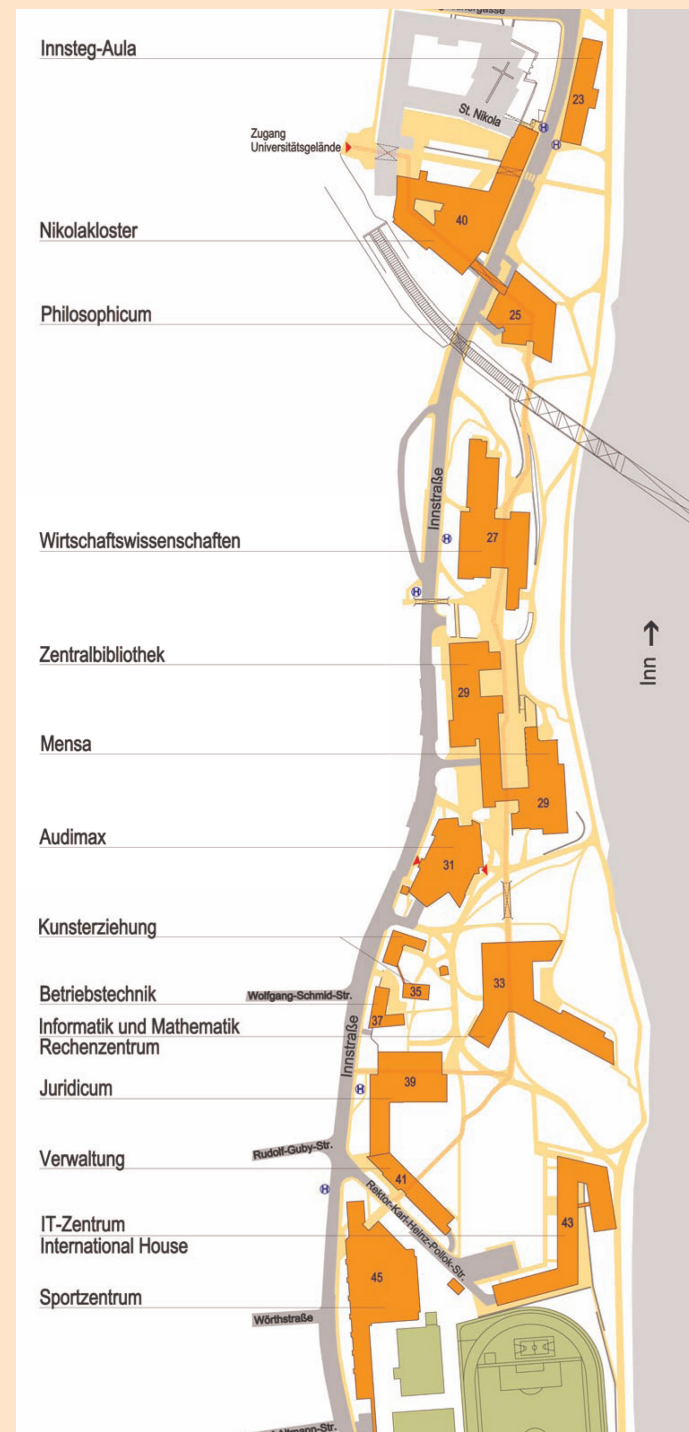 Innsteg-Aula
23
St. Nikola
H
H
Zugang
Universitätsgelände
40
Nikolakloster
25
Philosophicum
Innstraße
H
27
Wirtschaftswissenschaften
H
Inn →
Zentralbibliothek
29
Mensa
29
Audimax
31
Kunsterziehung
33
35
Betriebstechnik
Wolfgang-Schmid-Str.
37
Informatik und Mathematik
Rechenzentrum
Innstraße
39
H
Juridicum
Rudolf-Guby-Str.
Verwaltung
41
H
Rektor-Karl-Heinz-Pollok-Str.
43
IT-Zentrum
International House
45
Sportzentrum
Wörthstraße